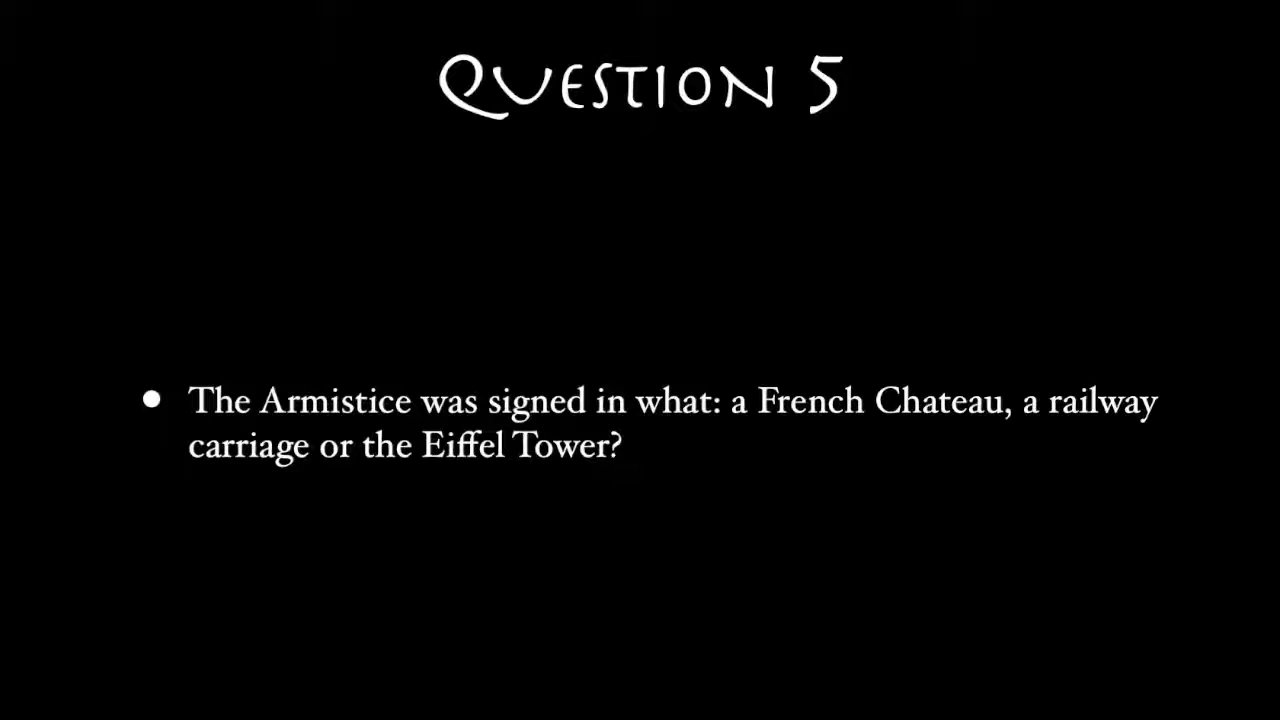 QUESTION 5
• The Armistice was signed in what: a French Chateau, a railway
carriage or the Eiffel Tower?